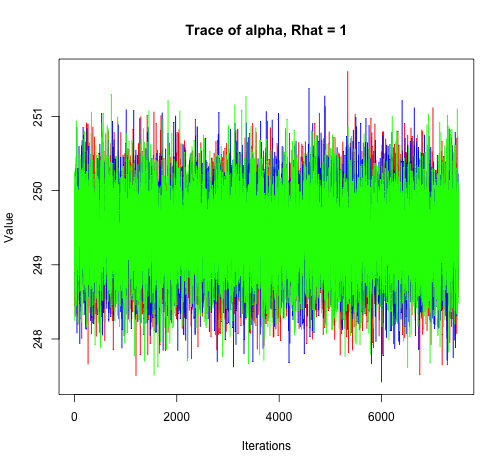 Trace of alpha, Rhat = 1
Value
251
250
249
248
0 2000 4000 6000
Iterations